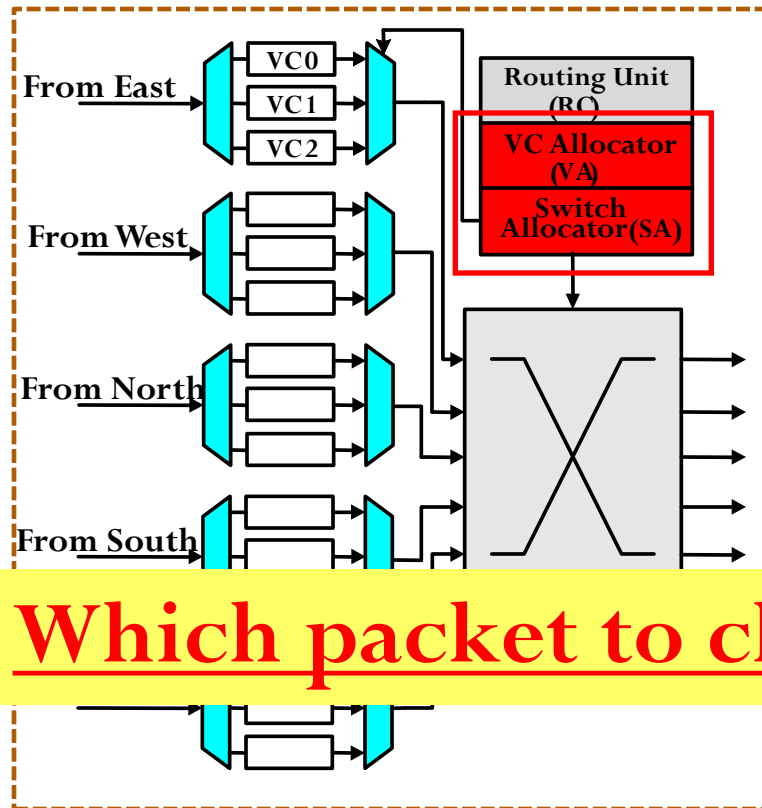 VC0
From East
VC1
VC2
Routing Unit
(RC)
VC Allocator
(VA)
Switch
Allocator(SA)
From West
From North
From South
Which packet to